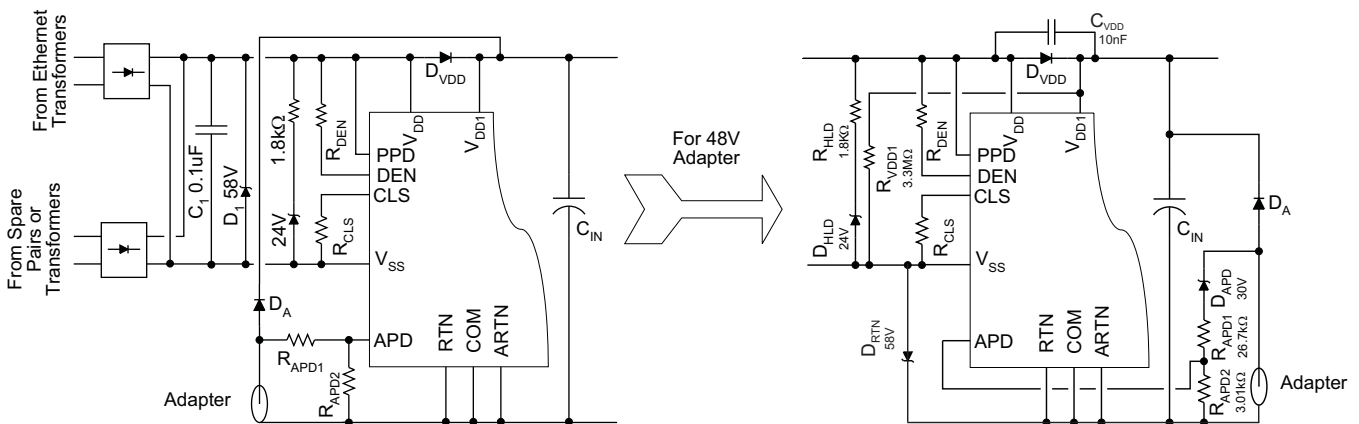 From Ethernet
Transformers
From Spare
Pairs or
Transformers
C1 0.1uF
D1 58V
1.8kΩ
24V
RDEN
RCLS
DVDD
VDD
VDD1
PPD
DEN
CLS
VSS
APD
RTN
COM
ARTN
CIN
DA
RAPD1
RAPD2
Adapter
For 48V
Adapter
CVDD
10nF
DVDD
RHLD
1.8KΩ
RVDD1
3.3MΩ
RDEN
DHLD
24V
RCLS
VDD
VDD1
PPD
DEN
CLS
VSS
APD
RTN
COM
ARTN
DRTN
58V
CIN
DA
DAPD
30V
RAPD1
26.7kΩ
RAPD2
3.01kΩ
Adapter